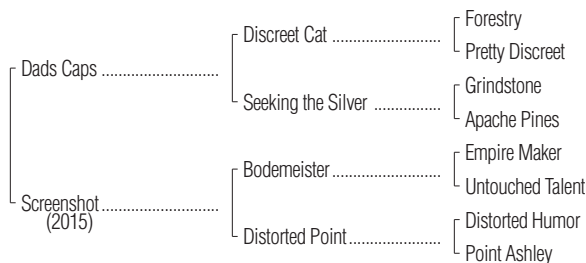 Forestry
Discreet Cat ........................
Pretty Discreet
Dads Caps ..........................
Grindstone
Seeking the Silver ................
Apache Pines
Empire Maker
Bodemeister........................
Untouched Talent
Screenshot..........................
(2015)
Distorted Humor
Distorted Point ....................
Point Ashley